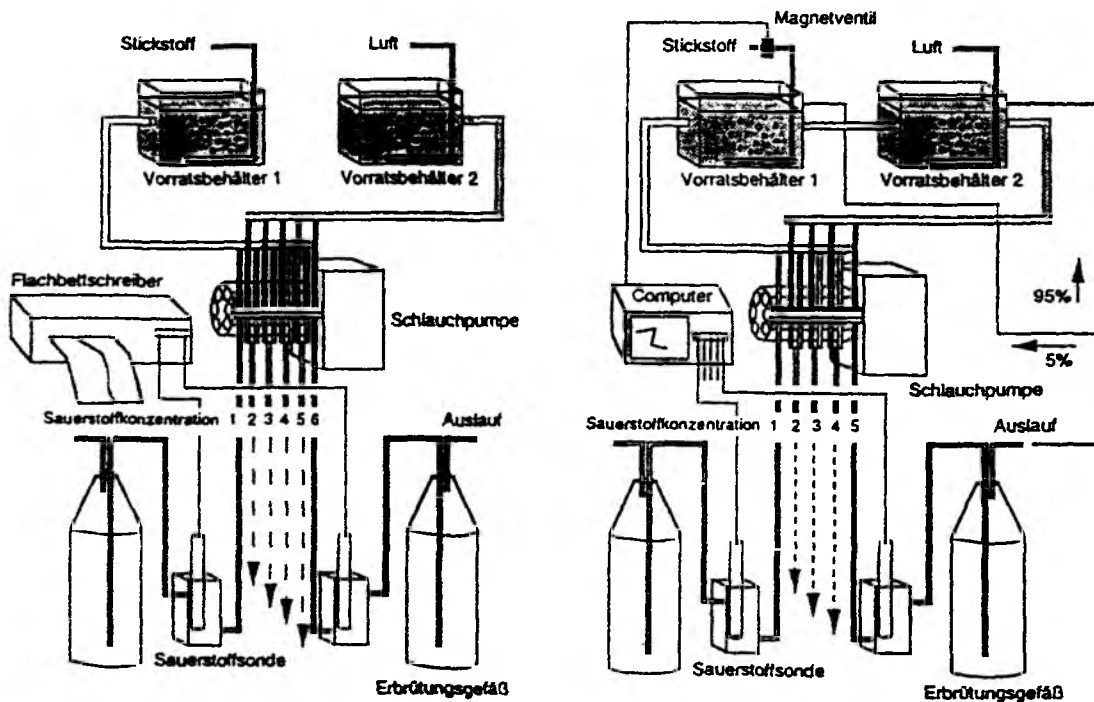 Stickstoff
Luft
Vorratsbehälter 1
Vorratsbehälter 2
Flachbettschreiber
Schlauchpumpe
Sauerstoffkonzentration
1 2 3 4 5 6
Auslauf
Sauerstoffsonde
Erbrütungsgefäß
Magnetventil
Stickstoff
Luft
Vorratsbehälter 1
Vorratsbehälter 2
Computer
95%
5%
Schlauchpumpe
Sauerstoffkonzentration
1 2 3 4 5
Auslauf
Sauerstoffsonde
Erbrütungsgefäß